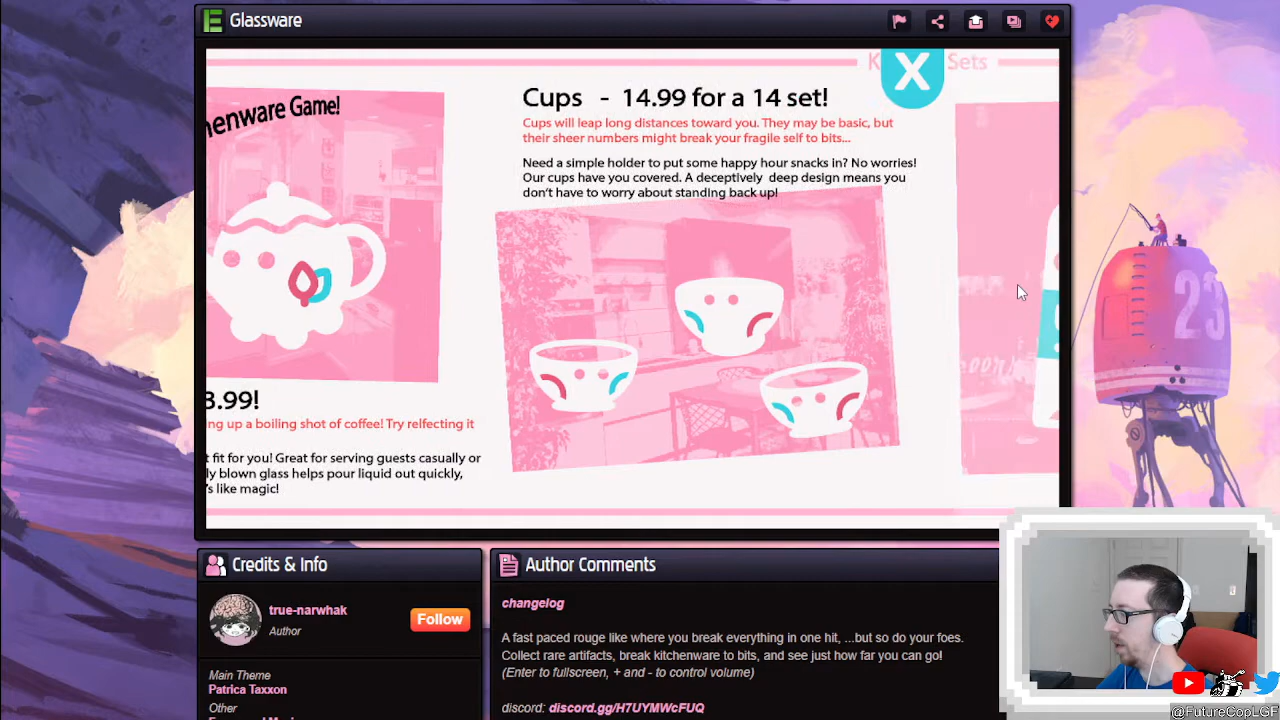 Glassware
henware Game!
K Sets
X
Cups - 14.99 for a 14 set!
Cups will leap long distances toward you. They may be basic, but
their sheer numbers might break your fragile self to bits...
Need a simple holder to put some happy hour snacks in? No worries!
Our cups have you covered. A deceptively deep design means you
don't have to worry about standing back up!
3.99!
ng up a boiling shot of coffee! Try relfecting it
t fit for you! Great for serving guests casually or
ly blown glass helps pour liquid out quickly,
's like magic!
23
Credits & Info
true-narwhak
Author
Follow
Main Theme
Patrica Taxxon
Other
Author Comments
changelog
A fast paced rouge like where you break everything in one hit, ...but so do your foes.
Collect rare artifacts, break kitchenware to bits, and see just how far you can go!
(Enter to fullscreen, + and - to control volume)
discord: discord.gg/H7UYMWcFUQ
@FutureCopLGF